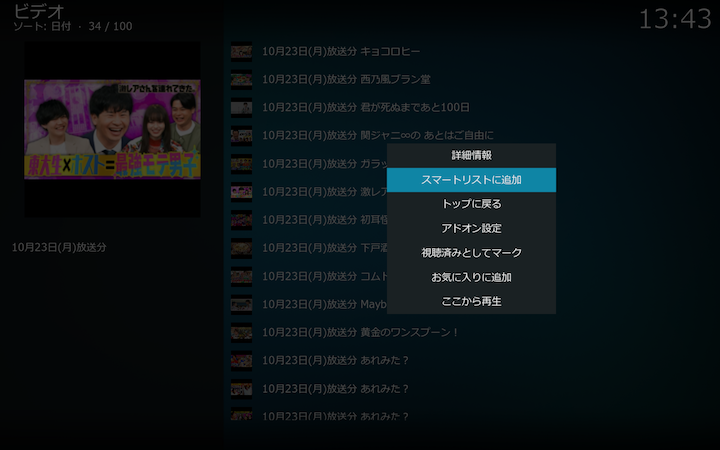 ビデオ
ソート: 日付 ・ 34 / 100
13:43
激レアさんを連れてきた。
東大生×ホスト=最強モテ男子
10月23日(月)放送分
10月23日(月)放送分 キョコロヒー
10月23日(月)放送分 西乃風ブラン堂
10月23日(月)放送分 君が死ぬまであと100日
10月23日(月)放送分 関ジャニ∞の あとはご自由に
10月23日(月)放送分 ガラッ
10月23日(月)放送分 激レア
10月23日(月)放送分 初耳怪
10月23日(月)放送分 下戸酒
10月23日(月)放送分 コムト
10月23日(月)放送分 Mayb
10月23日(月)放送分 黄金のワンスプーン！
10月23日(月)放送分 あれみた？
10月23日(月)放送分 あれみた？
10月23日(月)放送分 あれみた？
詳細情報
スマートリストに追加
トップに戻る
アドオン設定
視聴済みとしてマーク
お気に入りに追加
ここから再生